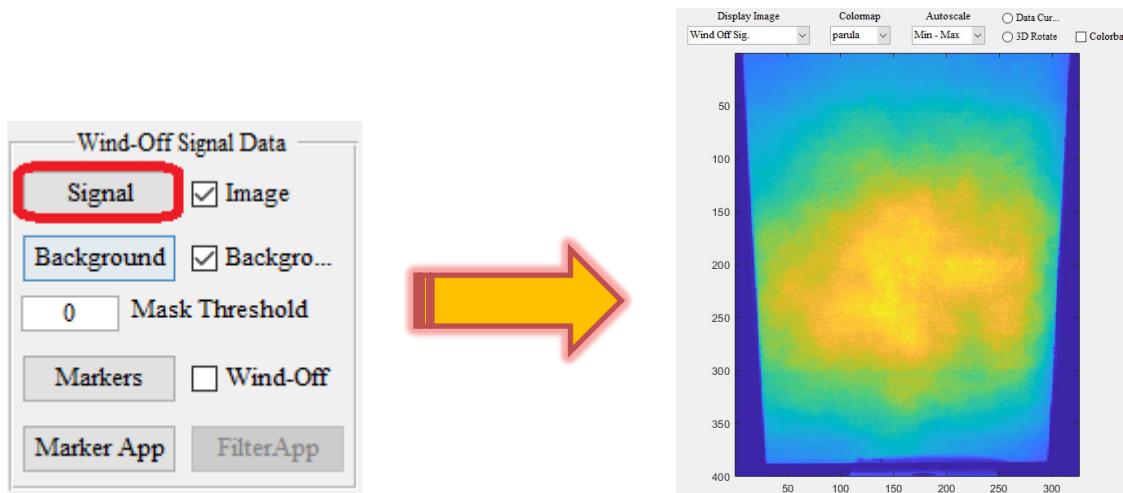 Wind-Off Signal Data
Signal Image
Background Backgro...
0 Mask Threshold
Markers Wind-Off
Marker App FilterApp
Display Image Colormap Autoscale Data Cur...
Wind Off Sig. parula Min - Max 3D Rotate Colorba
50
100
150
200
250
300
350
400
50 100 150 200 250 300